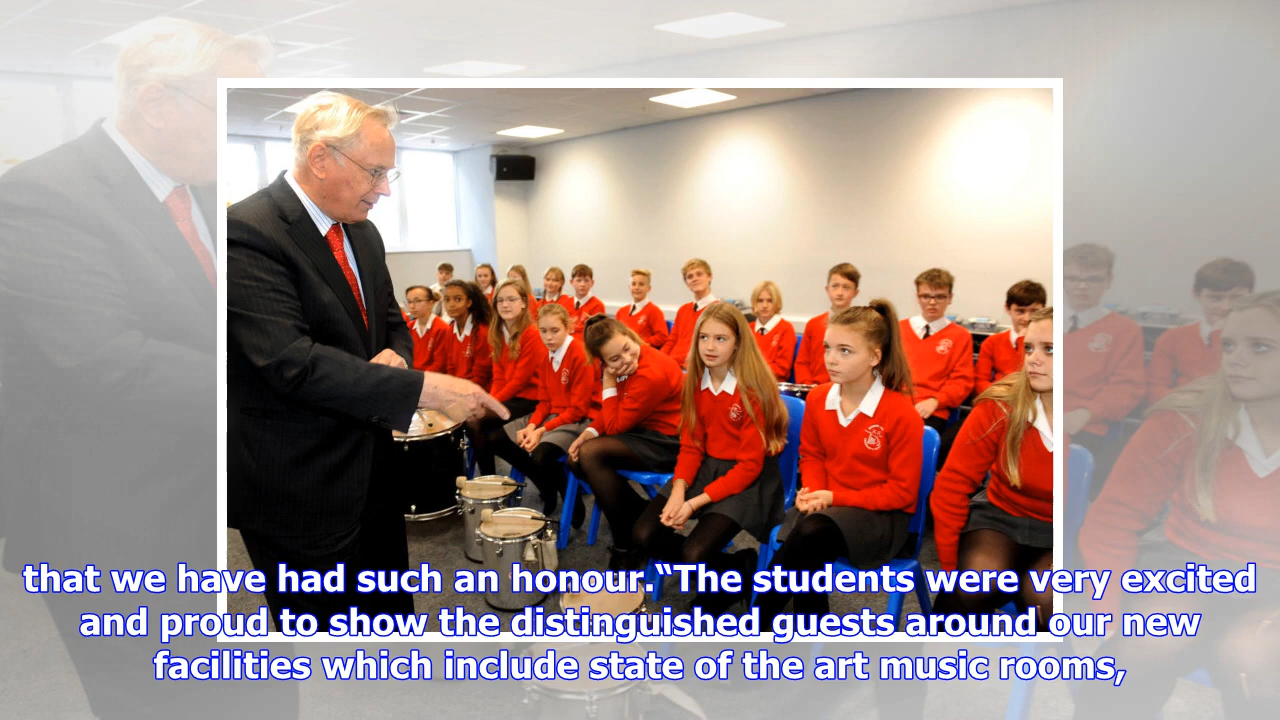 that we have had such an honour.“The students were very excited
and proud to show the distinguished guests around our new
facilities which include state of the art music rooms,